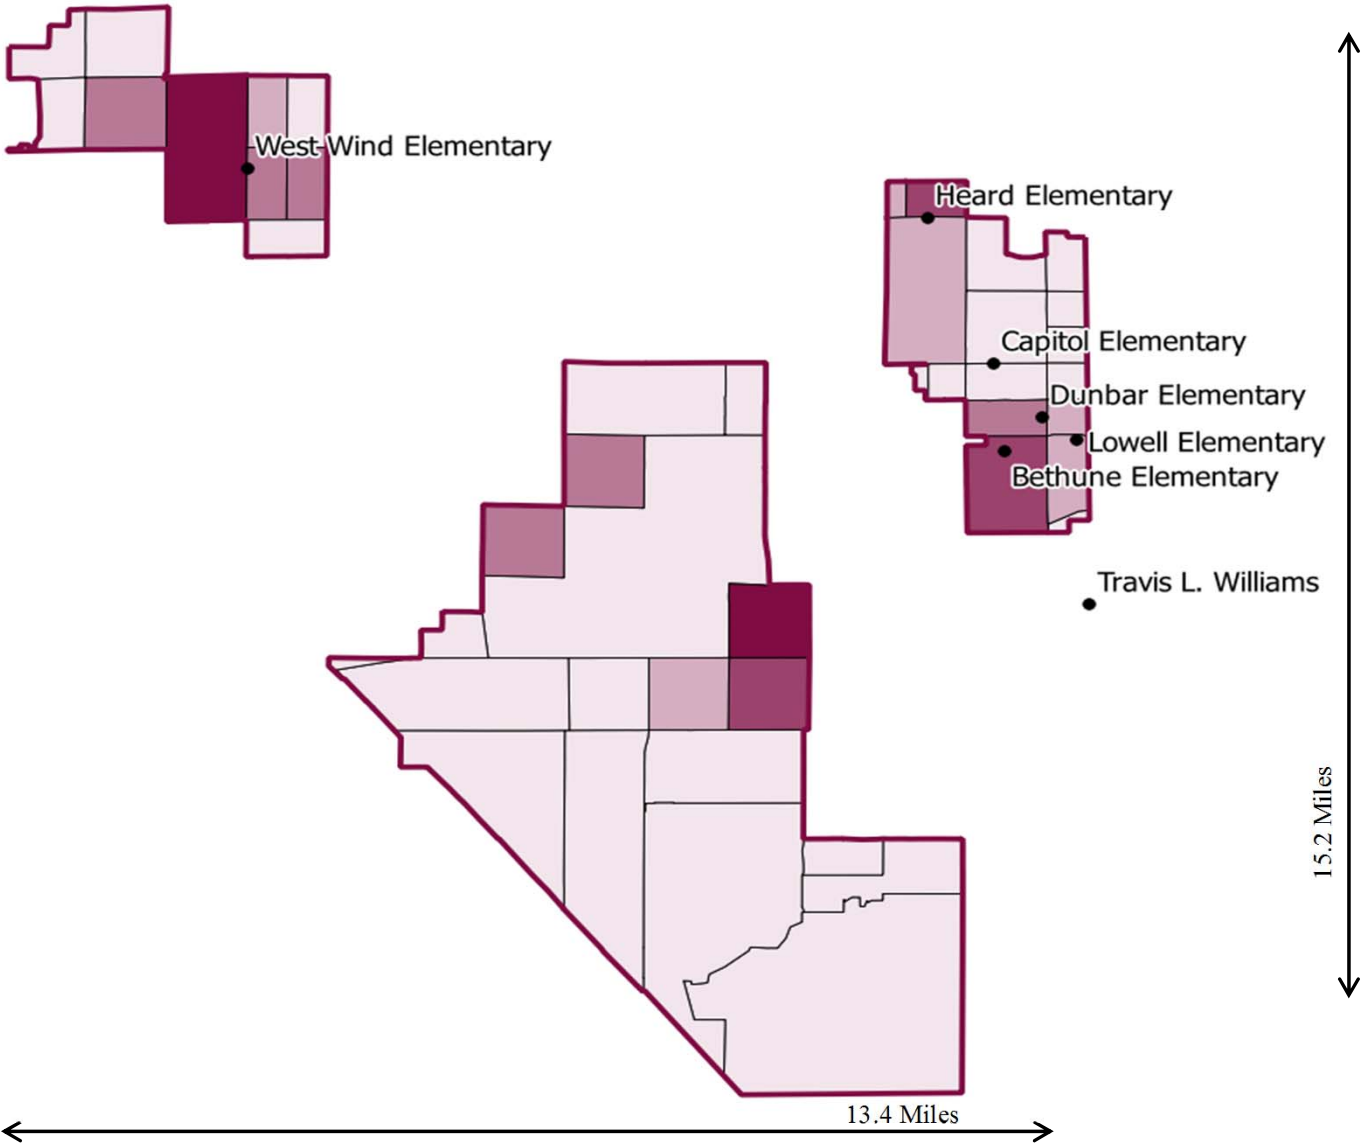 West Wind Elementary
Heard Elementary
Capitol Elementary
Dunbar Elementary
Lowell Elementary
Bethune Elementary
Travis L. Williams
15.2 Miles
13.4 Miles